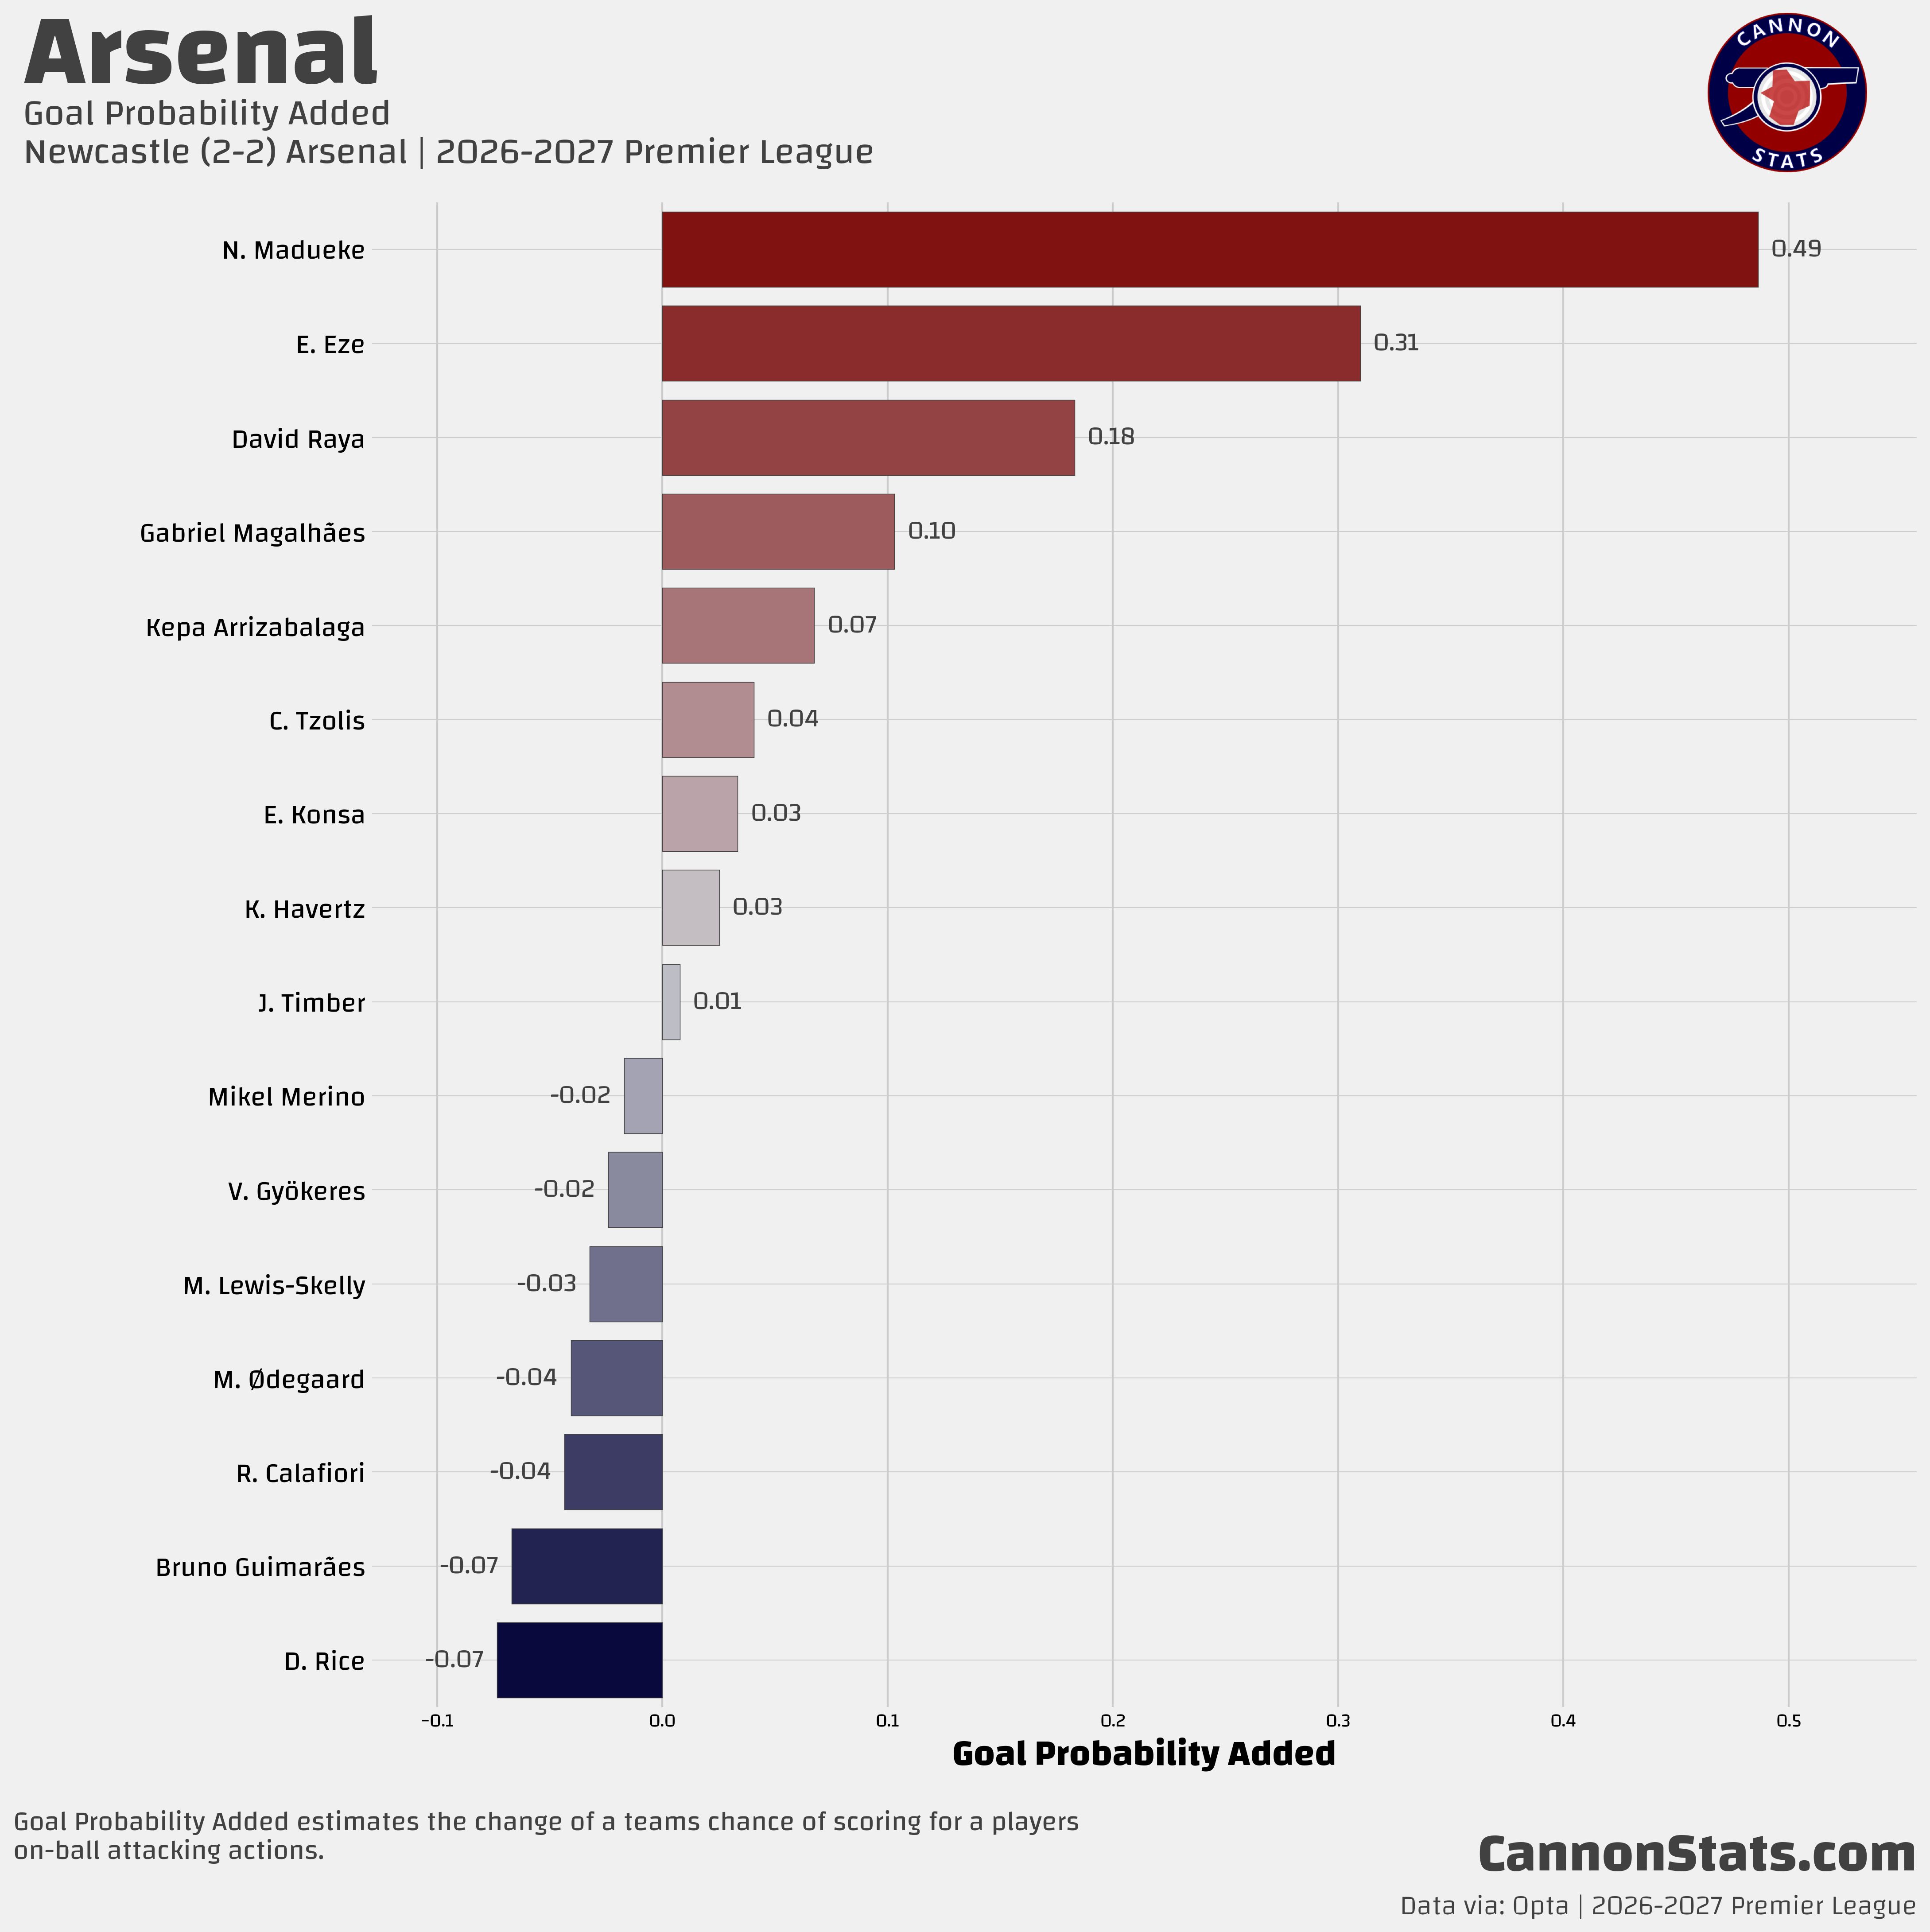 Arsenal
Goal Probability Added
Newcastle (2-2) Arsenal | 2026-2027 Premier League
CANNON
STATS
N. Madueke 0.49
E. Eze 0.31
David Raya 0.18
Gabriel Magalhães 0.10
Kepa Arrizabalaga 0.07
C. Tzolis 0.04
E. Konsa 0.03
K. Havertz 0.03
J. Timber 0.01
Mikel Merino -0.02
V. Gyökeres -0.02
M. Lewis-Skelly -0.03
M. Ødegaard -0.04
R. Calafiori -0.04
Bruno Guimarães -0.07
D. Rice -0.07
-0.1 0.0 0.1 0.2 0.3 0.4 0.5
Goal Probability Added
Goal Probability Added estimates the change of a teams chance of scoring for a players
on-ball attacking actions.
CannonStats.com
Data via: Opta | 2026-2027 Premier League